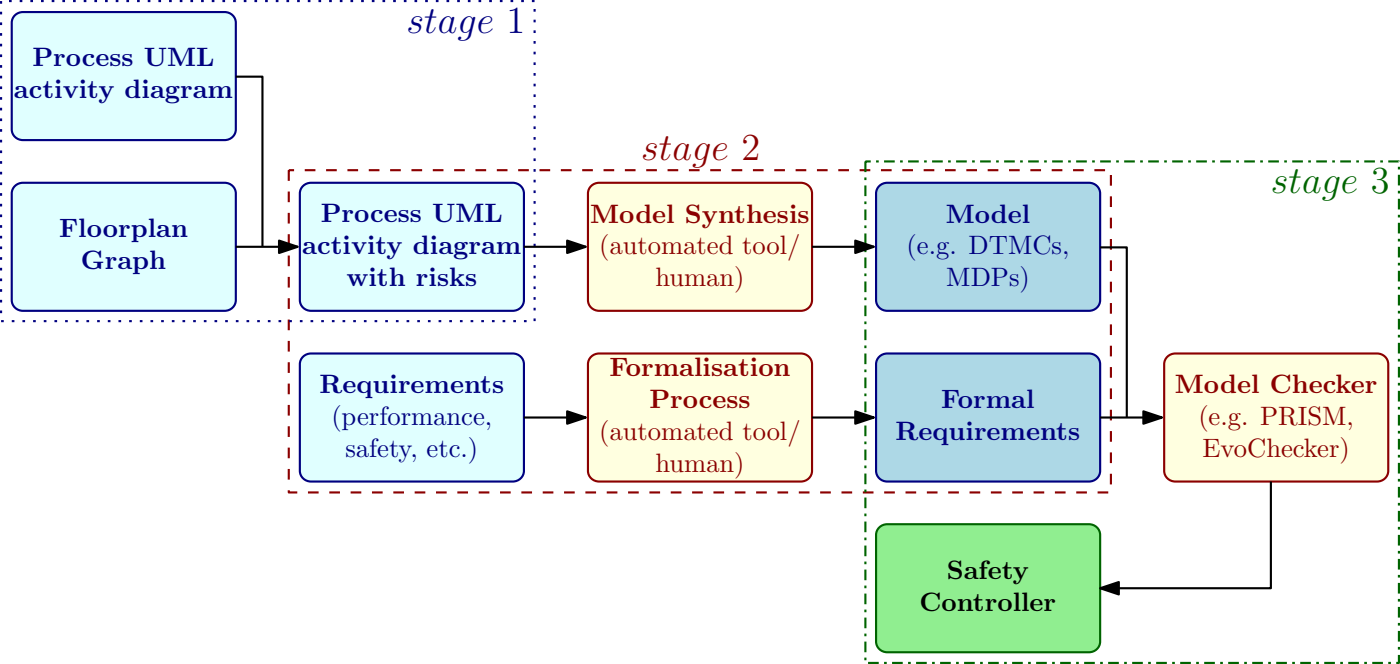 stage 1
Process UML
activity diagram
Floorplan
Graph
stage 2
Process UML
activity diagram
with risks
Model Synthesis
(automated tool/
human)
stage 3
Model
(e.g. DTMCs,
MDPs)
Requirements
(performance,
safety, etc.)
Formalisation
Process
(automated tool/
human)
Formal
Requirements
Model Checker
(e.g. PRISM,
EvoChecker)
Safety
Controller